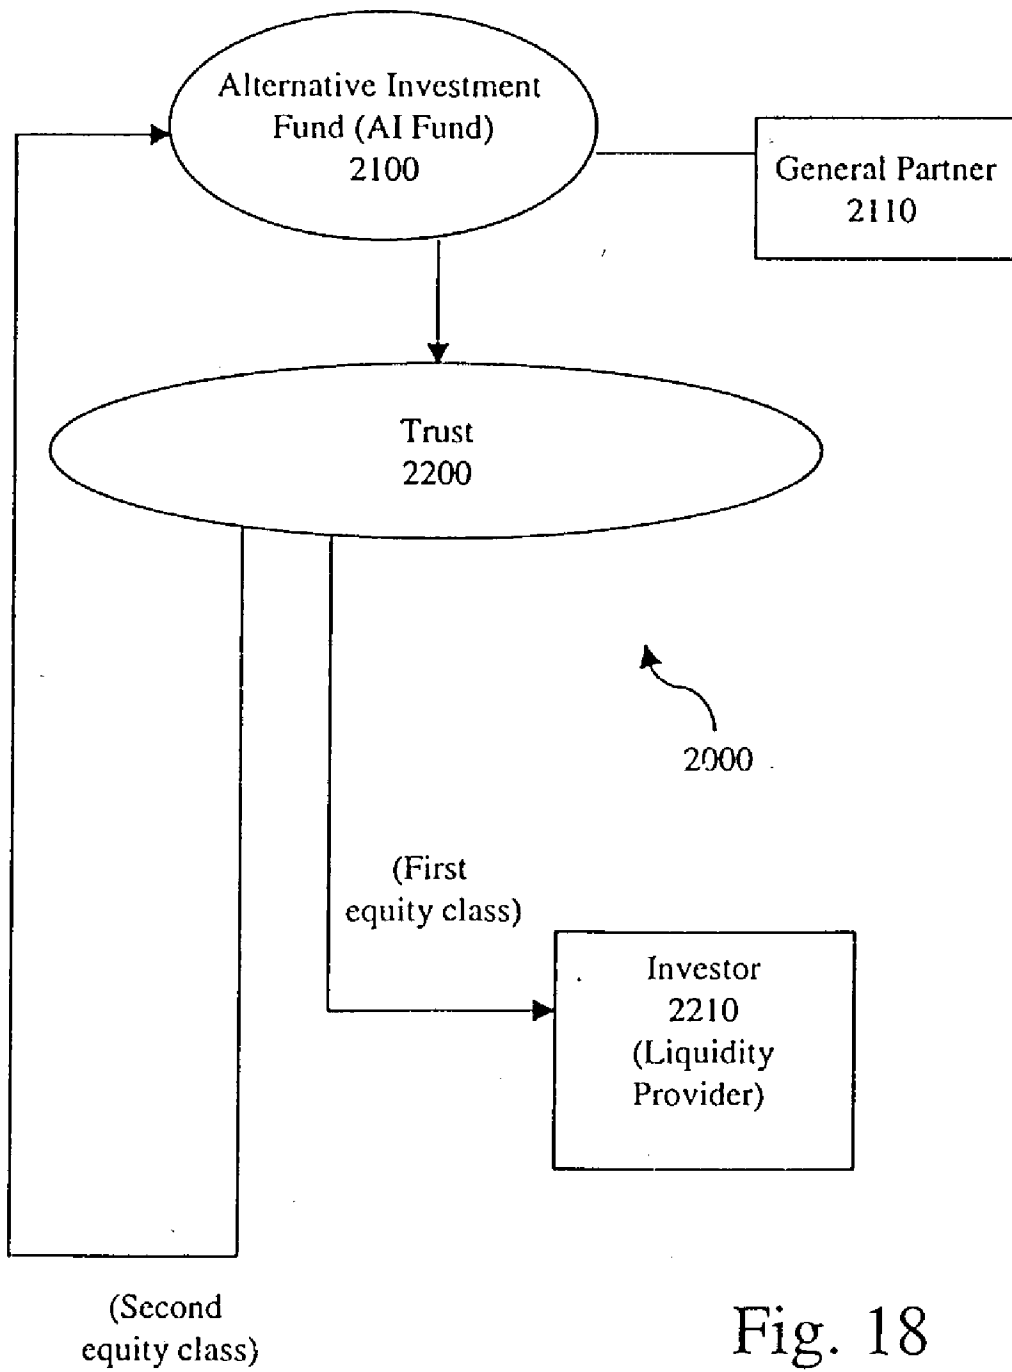 Alternative Investment
Fund (AI Fund)
2100
General Partner
2110
Trust
2200
2000
(First
equity class)
Investor
2210
(Liquidity
Provider)
(Second
equity class)
Fig. 18